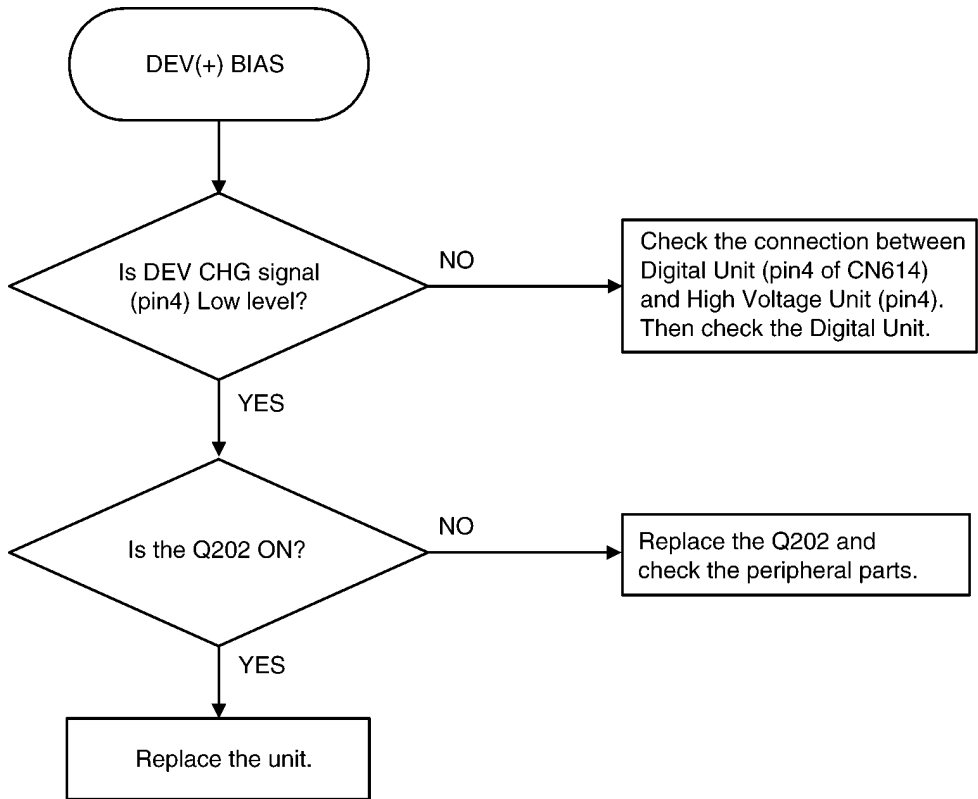 DEV(+) BIAS
Is DEV CHG signal
(pin4) Low level?
NO
Check the connection between
Digital Unit (pin4 of CN614)
and High Voltage Unit (pin4).
Then check the Digital Unit.
YES
Is the Q202 ON?
NO
Replace the Q202 and
check the peripheral parts.
YES
Replace the unit.